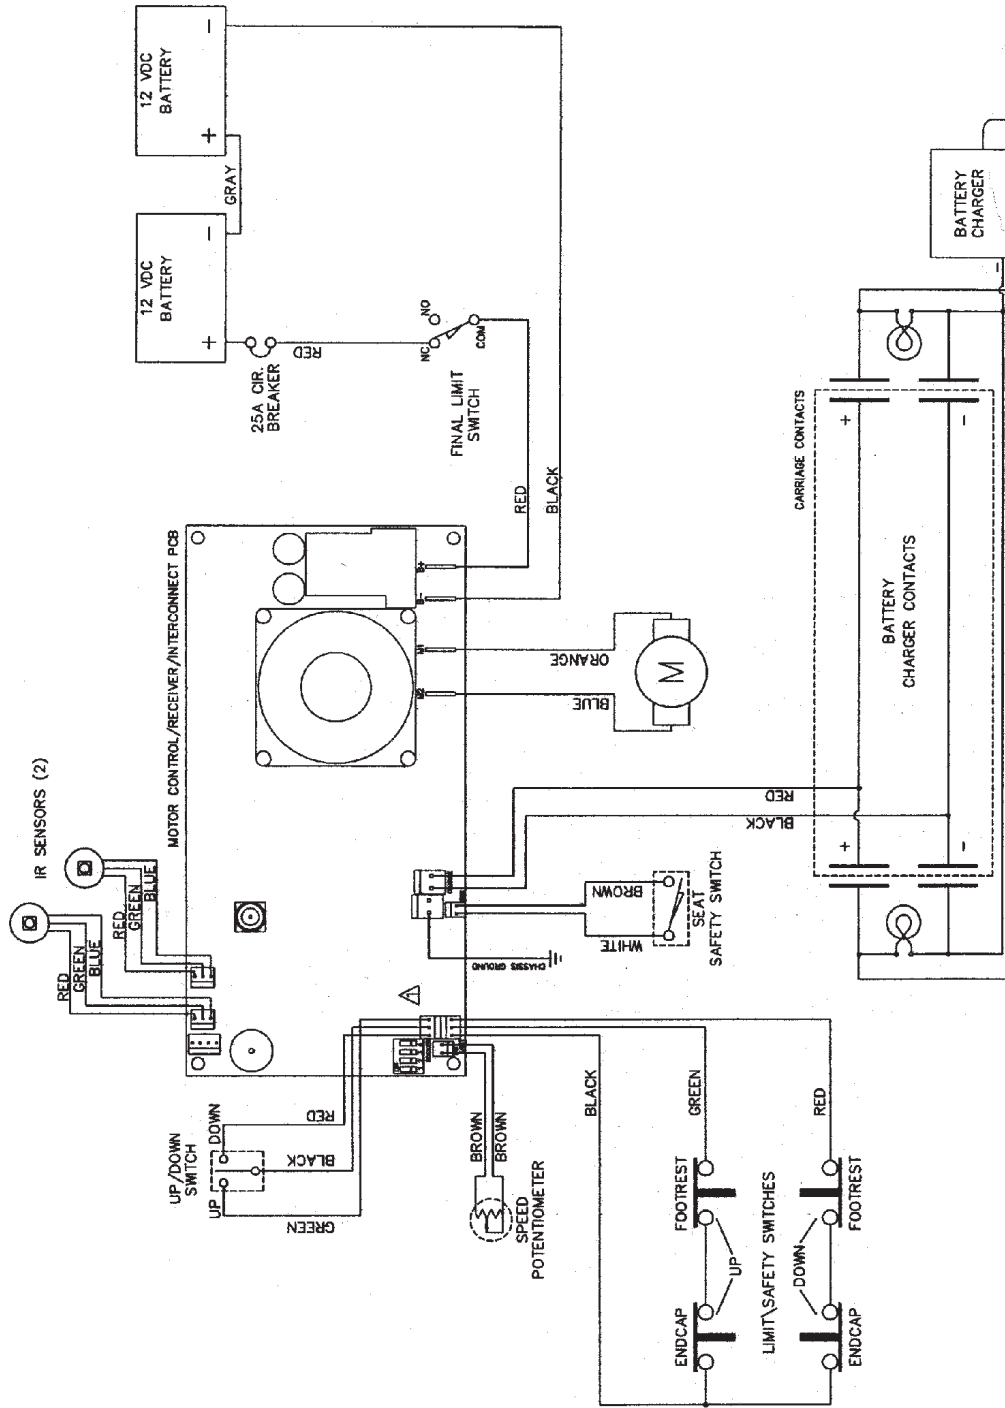 12 VDC
BATTERY
−
+
12 VDC
BATTERY
−
+
GRAY
25A CIR.
BREAKER
RED
NO
NC
COM
FINAL LIMIT
SWITCH
RED
BLACK
MOTOR CONTROL/RECEIVER/INTERCONNECT PCB
B+
B-
M1
M2
ORANGE
BLUE
M
IR SENSORS (2)
RED
GREEN
BLUE
RED
GREEN
BLUE
CHASSIS GROUND
1
BROWN
WHITE
SEAT
SAFETY SWITCH
RED
BLACK
UP/DOWN
SWITCH
UP
DOWN
RED
BLACK
GREEN
BROWN
BROWN
SPEED
POTENTIOMETER
BLACK
GREEN
RED
FOOTREST
ENDCAP
UP
LIMIT\SAFETY SWITCHES
DOWN
FOOTREST
ENDCAP
CARRIAGE CONTACTS
+
−
BATTERY
CHARGER CONTACTS
+
−
BATTERY
CHARGER
−